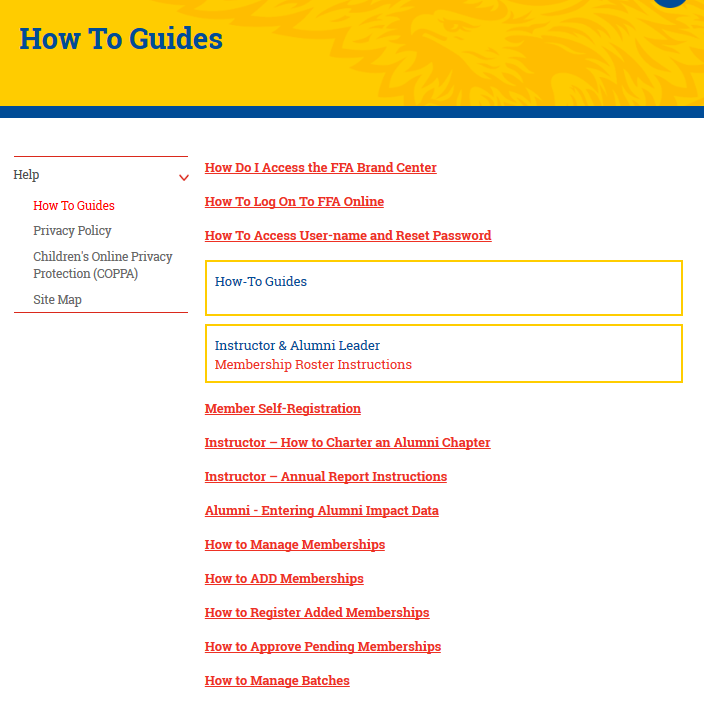 How To Guides
Help
How To Guides
Privacy Policy
Children's Online Privacy
Protection (COPPA)
Site Map
How Do I Access the FFA Brand Center
How To Log On To FFA Online
How To Access User-name and Reset Password
How-To Guides
Instructor & Alumni Leader
Membership Roster Instructions
Member Self-Registration
Instructor – How to Charter an Alumni Chapter
Instructor – Annual Report Instructions
Alumni - Entering Alumni Impact Data
How to Manage Memberships
How to ADD Memberships
How to Register Added Memberships
How to Approve Pending Memberships
How to Manage Batches